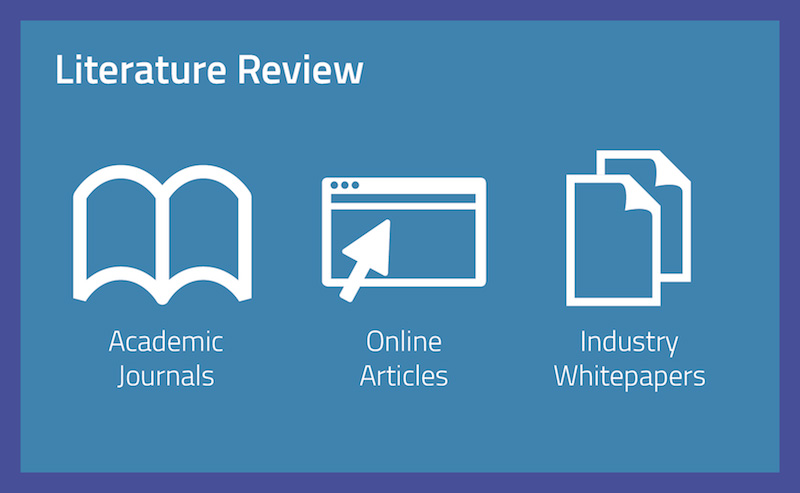 Literature Review
Academic
Journals
Online
Articles
Industry
Whitepapers